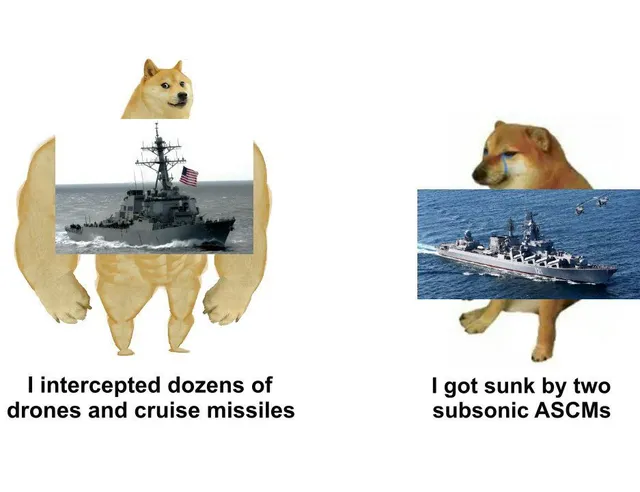 I intercepted dozens of
drones and cruise missiles
I got sunk by two
subsonic ASCMs